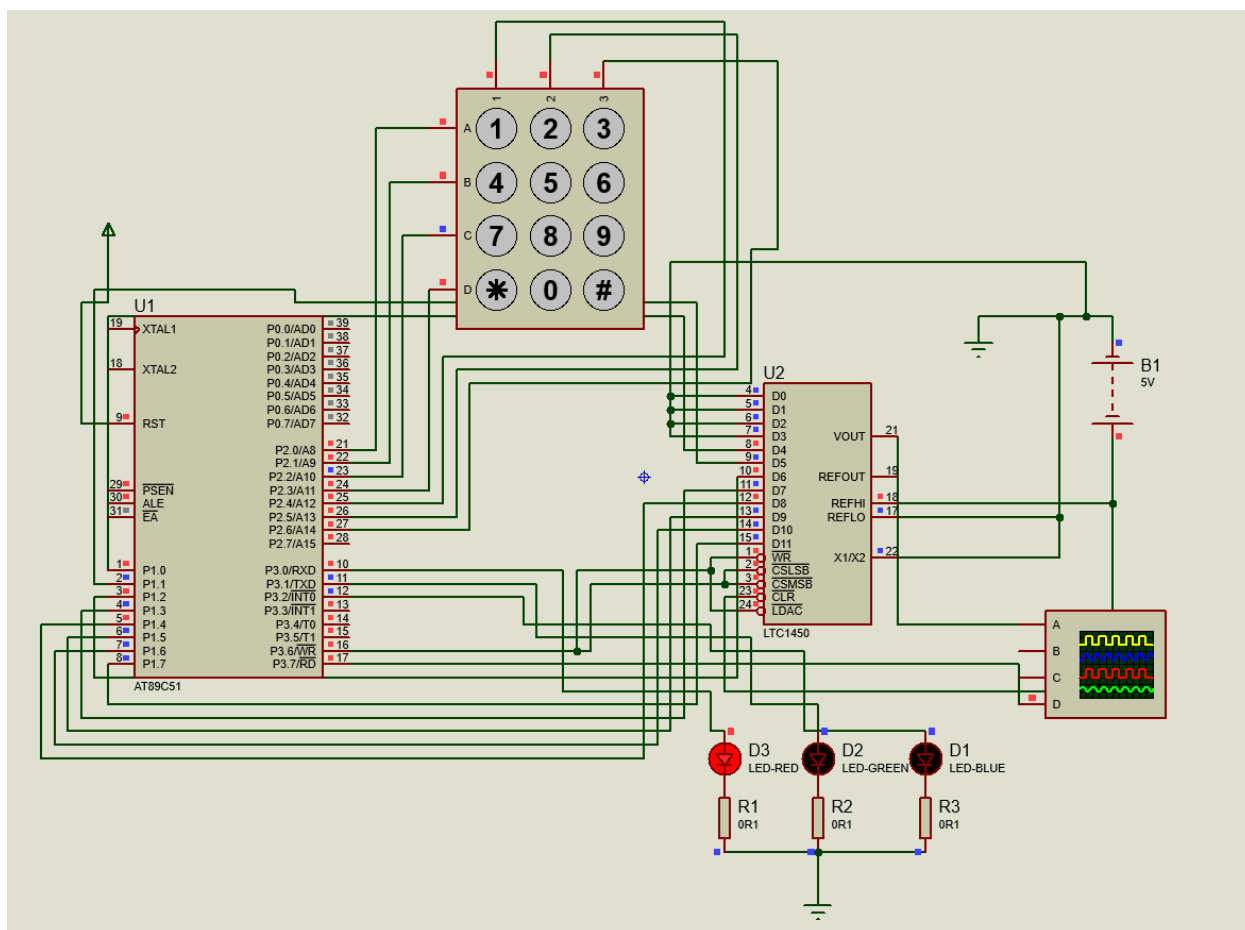 1 2 3
A 1 2 3
B 4 5 6
C 7 8 9
D * 0 #
U1
19 XTAL1
18 XTAL2
9 RST
29 PSEN
30 ALE
31 EA
1 P1.0
2 P1.1
3 P1.2
4 P1.3
5 P1.4
6 P1.5
7 P1.6
8 P1.7
P0.0/AD0 39
P0.1/AD1 38
P0.2/AD2 37
P0.3/AD3 36
P0.4/AD4 35
P0.5/AD5 34
P0.6/AD6 33
P0.7/AD7 32
P2.0/A8 21
P2.1/A9 22
P2.2/A10 23
P2.3/A11 24
P2.4/A12 25
P2.5/A13 26
P2.6/A14 27
P2.7/A15 28
P3.0/RXD 10
P3.1/TXD 11
P3.2/INT0 12
P3.3/INT1 13
P3.4/T0 14
P3.5/T1 15
P3.6/WR 16
P3.7/RD 17
AT89C51
U2
4 D0
5 D1
6 D2
7 D3
8 D4
9 D5
10 D6
11 D7
12 D8
13 D9
14 D10
15 D11
1 WR
2 CSLSB
3 CSMSB
23 CLR
24 LDAC
VOUT 21
REFOUT 19
REFHI 18
REFLO 17
X1/X2 22
LTC1450
B1
5V
A
B
C
D
D3
LED-RED
D2
LED-GREEN
D1
LED-BLUE
R1
0R1
R2
0R1
R3
0R1